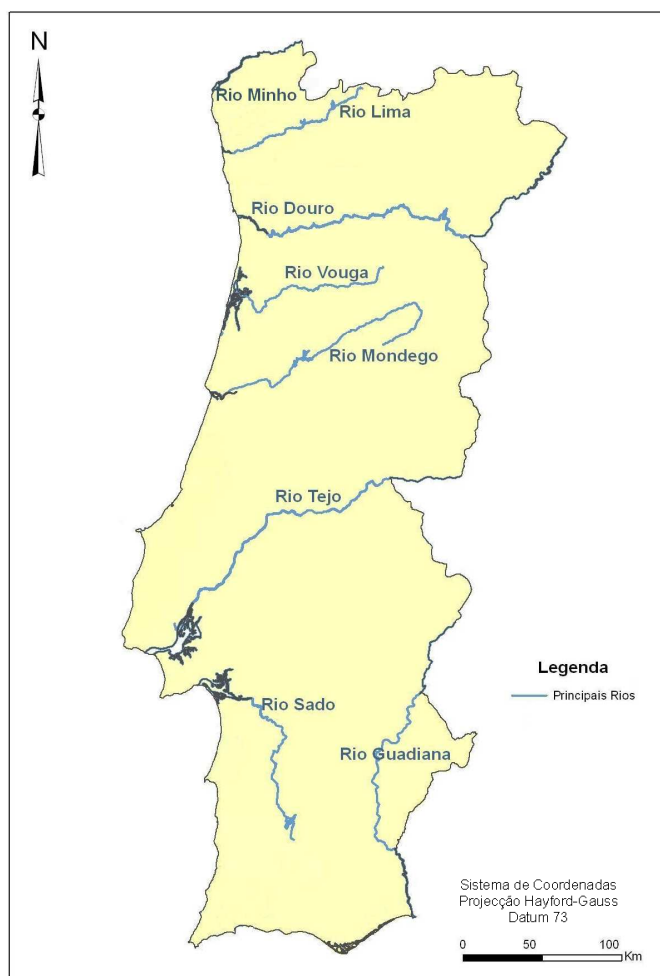 N
Rio Minho
Rio Lima
Rio Douro
Rio Vouga
Rio Mondego
Rio Tejo
Legenda
Principais Rios
Rio Sado
Rio Guadiana
Sistema de Coordenadas
Projecção Hayford-Gauss
Datum 73
0 50 100
Km